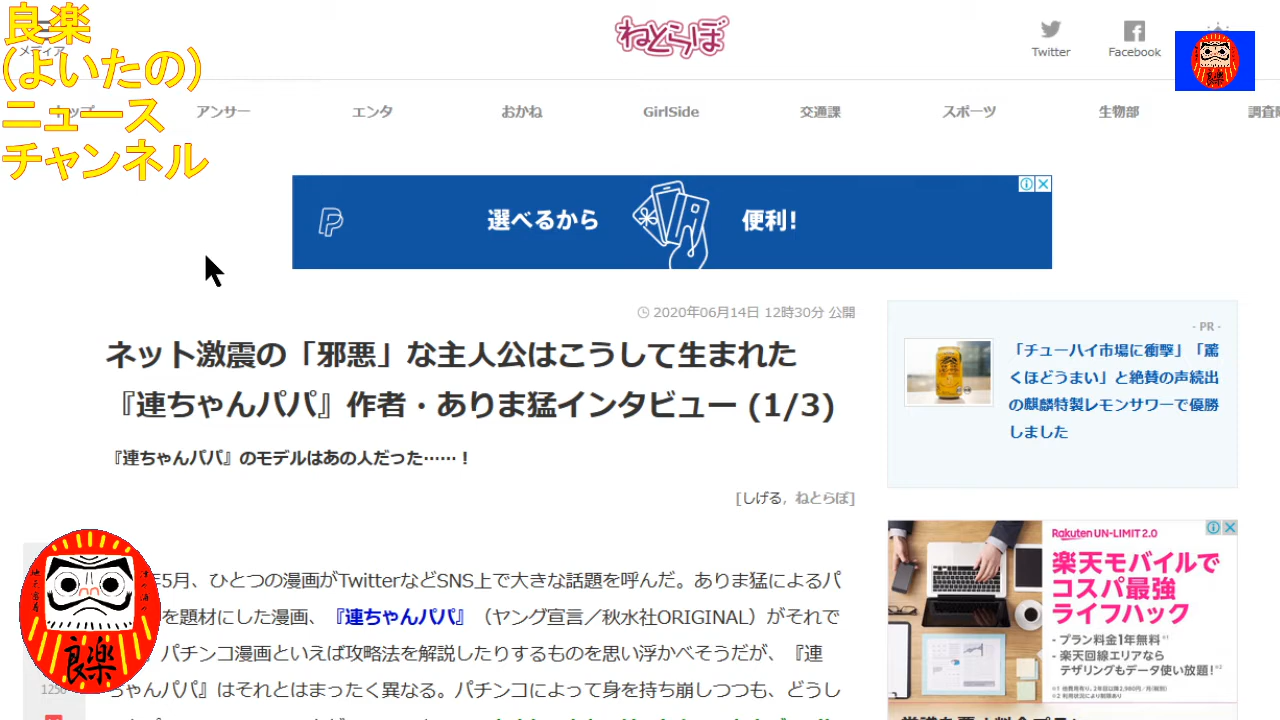 良楽
(よいたの)
ニュース
チャンネル
メディア
ねとらぼ
Twitter
Facebook
良楽
アンサー
エンタ
おかね
GirlSide
交通課
スポーツ
生物部
選べるから
便利!
2020年06月14日 12時30分 公開
ネット激震の「邪悪」な主人公はこうして生まれた
『連ちゃんパパ』作者・ありま猛インタビュー (1/3)
『連ちゃんパパ』のモデルはあの人だった……！
[しげる，ねとらぼ]
年5月、ひとつの漫画がTwitterなどSNS上で大きな話題を呼んだ。ありま猛によるパ
を題材にした漫画、『連ちゃんパパ』（ヤング宣言／秋水社ORIGINAL）がそれで
パチンコ漫画といえば攻略法を解説したりするものを思い浮かべそうだが、『連
ちゃんパパ』はそれとはまったく異なる。パチンコによって身を持ち崩しつつも、どうし
良楽
- PR -
「チューハイ市場に衝撃」「驚
くほどうまい」と絶賛の声続出
の麒麟特製レモンサワーで優勝
しました
Rakuten UN-LIMIT 2.0
楽天モバイルで
コスパ最強
ライフハック
- プラン料金1年無料※1
- 楽天回線エリアなら
テザリングもデータ使い放題!※2